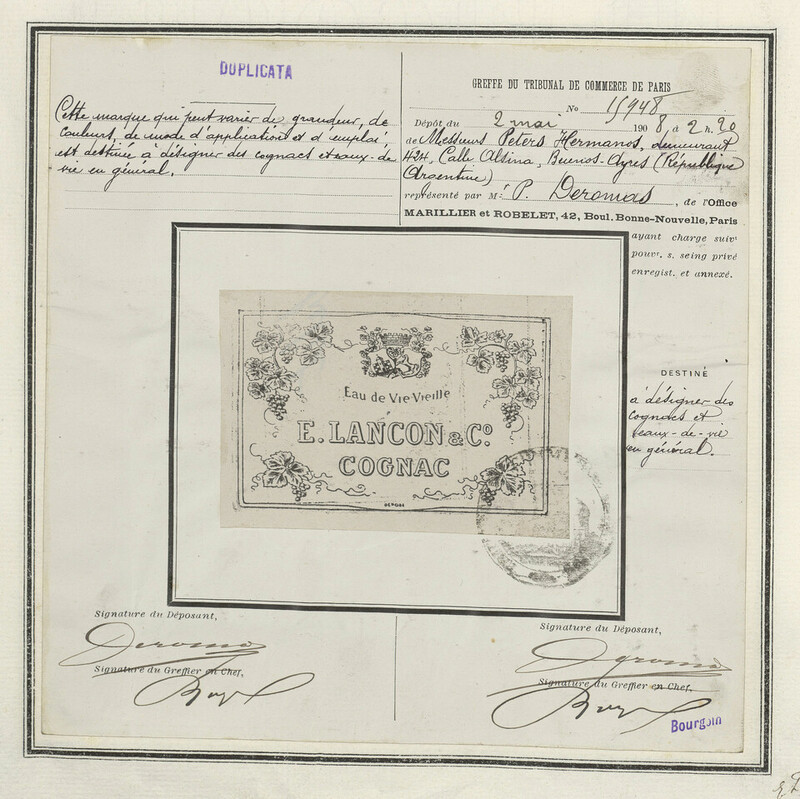 DUPLICATA
Cette marque qui peut varier de grandeur, de
couleurs, de mode d'application et d'emploi,
est destinée à désigner des cognacs et eaux-de-
vie en général.
GREFFE DU TRIBUNAL DE COMMERCE DE PARIS
No 15948
Dépôt du 2 mai 1908, à 2 h. 20
de Messieurs Peters Hermanos, demeurant
424, Calle Alsina, Buenos-Ayres (République
Argentine)
représenté par Mr P. Deromas, de l'Office
MARILLIER et ROBELET, 42, Boul. Bonne-Nouvelle, Paris
ayant charge suivt
pouvr. s. seing privé
enregist. et annexé.
Eau de Vie Vieille
E. LANCON & Co.
COGNAC
DESTINÉ
à désigner des
cognacs et
eaux-de-vie
en général.
Signature du Déposant,
Signature du Greffier en Chef,
Signature du Déposant,
Signature du Greffier en Chef,
Bourgoin